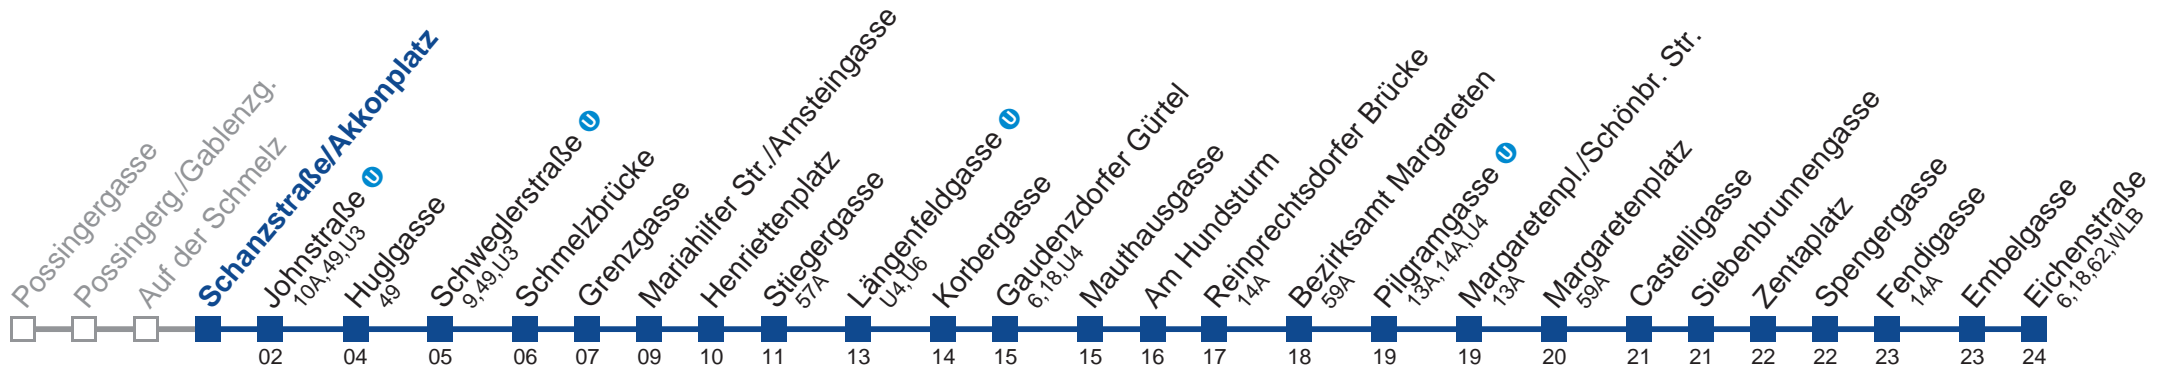 Possingergasse
Possingerg./Gablenzg.
Auf der Schmelz
Schanzstraße/Akkonplatz
Johnstraße U
10A, 49, U3
Huglgasse
49
Schweglerstraße U
9, 49, U3
Schmelzbrücke
Grenzgasse
Mariahilfer Str./Arnsteingasse
Henriettenplatz
Stiegergasse
57A
Längenfeldgasse U
U4, U6
Korbergasse
Gaudenzdorfer Gürtel
6, 18, U4
Mauthausgasse
Am Hundsturm
Reinprechtsdorfer Brücke
14A
Bezirksamt Margareten
59A
Pilgramgasse U
13A, 14A, U4
Margaretenpl./Schönbr. Str.
13A
Margaretenplatz
59A
Castelligasse
Siebenbrunnengasse
Zentaplatz
Spengergasse
Fendigasse
14A
Embelgasse
Eichenstraße
6, 18, 62, WLB
02 04 05 06 07 09 10 11 13 14 15 15 16 17 18 19 19 20 21 21 22 22 23 23 24